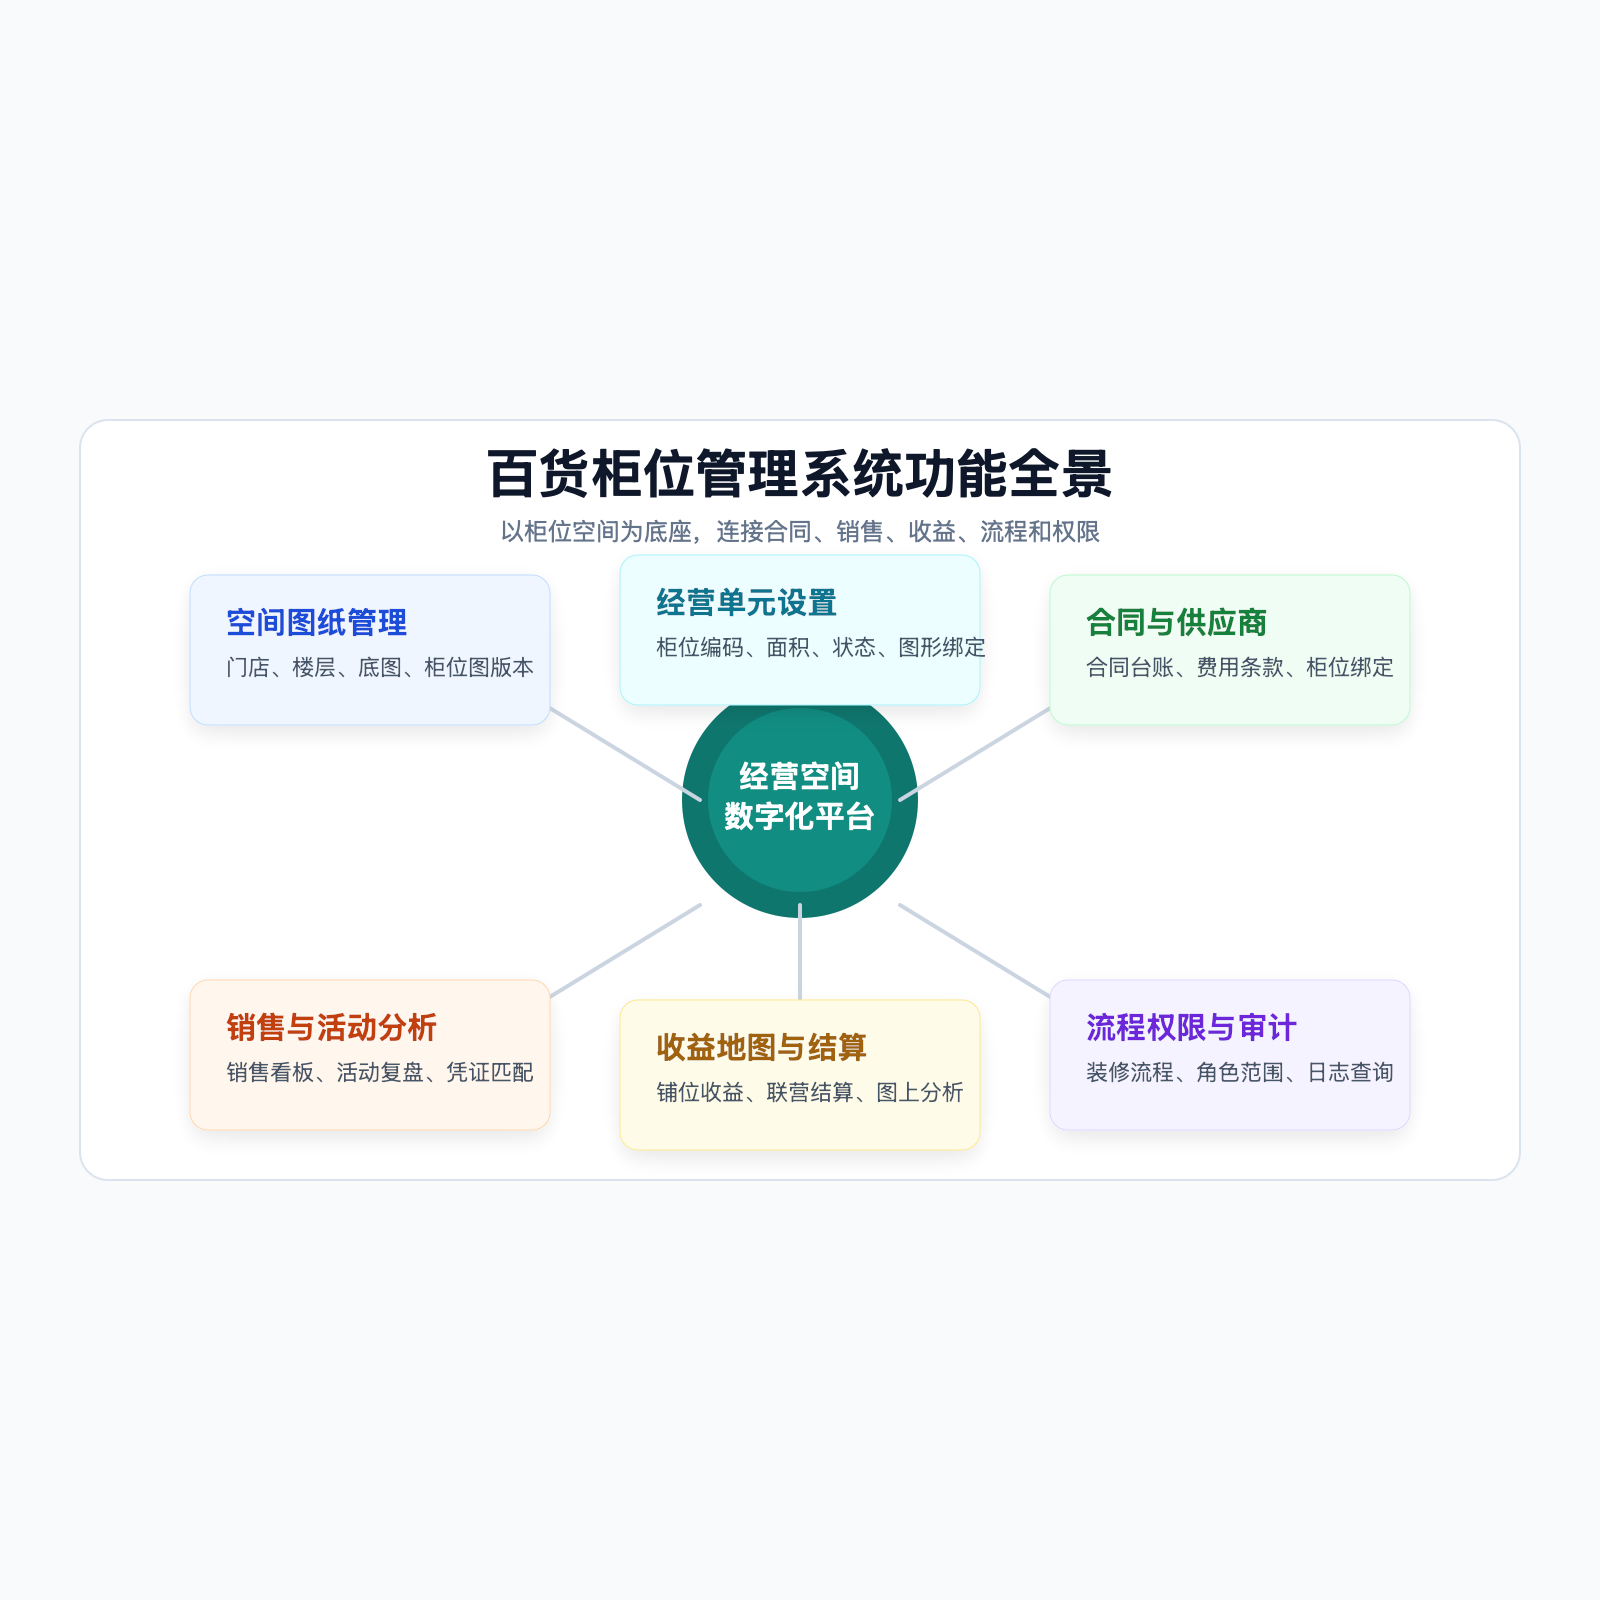 百货柜位管理系统功能全景
以柜位空间为底座，连接合同、销售、收益、流程和权限
空间图纸管理
门店、楼层、底图、柜位图版本
经营单元设置
柜位编码、面积、状态、图形绑定
合同与供应商
合同台账、费用条款、柜位绑定
经营空间
数字化平台
销售与活动分析
销售看板、活动复盘、凭证匹配
收益地图与结算
铺位收益、联营结算、图上分析
流程权限与审计
装修流程、角色范围、日志查询